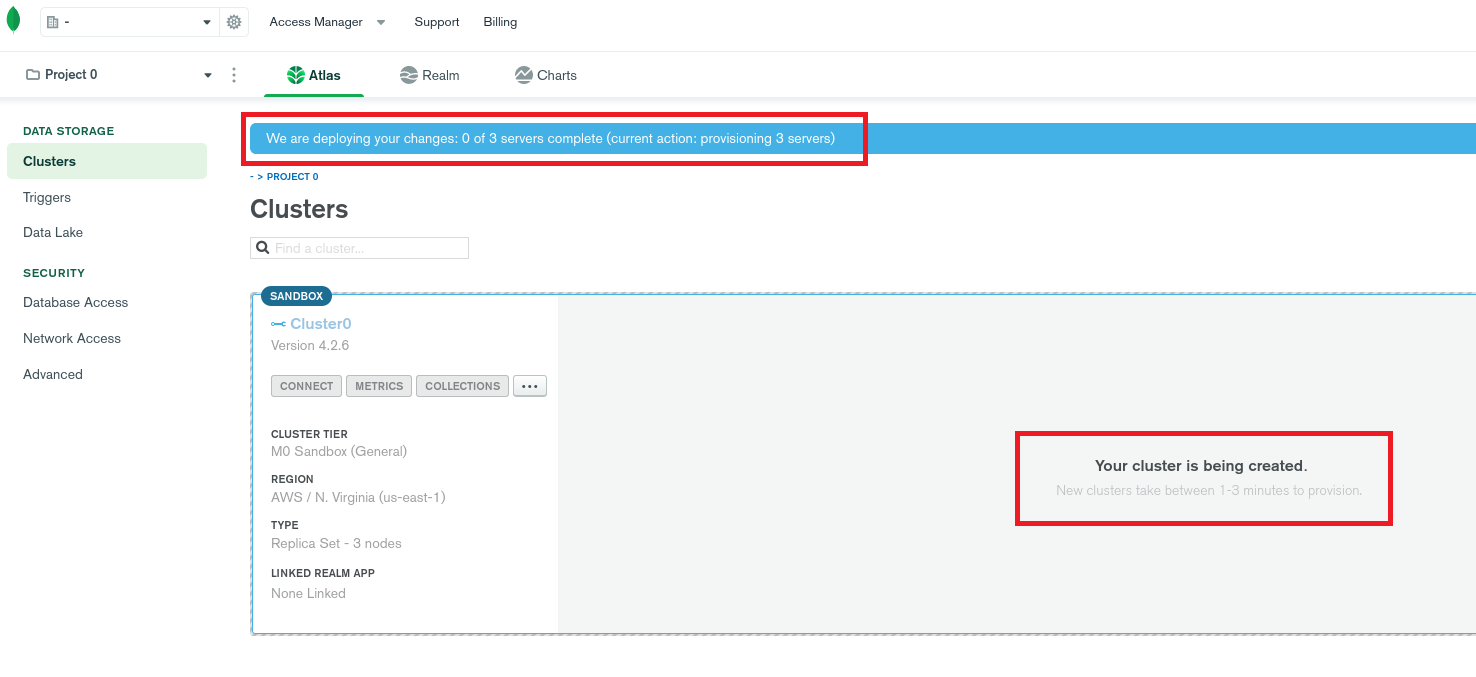 -
Access Manager
Support
Billing
Project 0
Atlas
Realm
Charts
DATA STORAGE
Clusters
Triggers
Data Lake
SECURITY
Database Access
Network Access
Advanced
We are deploying your changes: 0 of 3 servers complete (current action: provisioning 3 servers)
- > PROJECT 0
Clusters
Find a cluster...
SANDBOX
Cluster0
Version 4.2.6
CONNECT
METRICS
COLLECTIONS
...
CLUSTER TIER
M0 Sandbox (General)
REGION
AWS / N. Virginia (us-east-1)
TYPE
Replica Set - 3 nodes
LINKED REALM APP
None Linked
Your cluster is being created.
New clusters take between 1-3 minutes to provision.